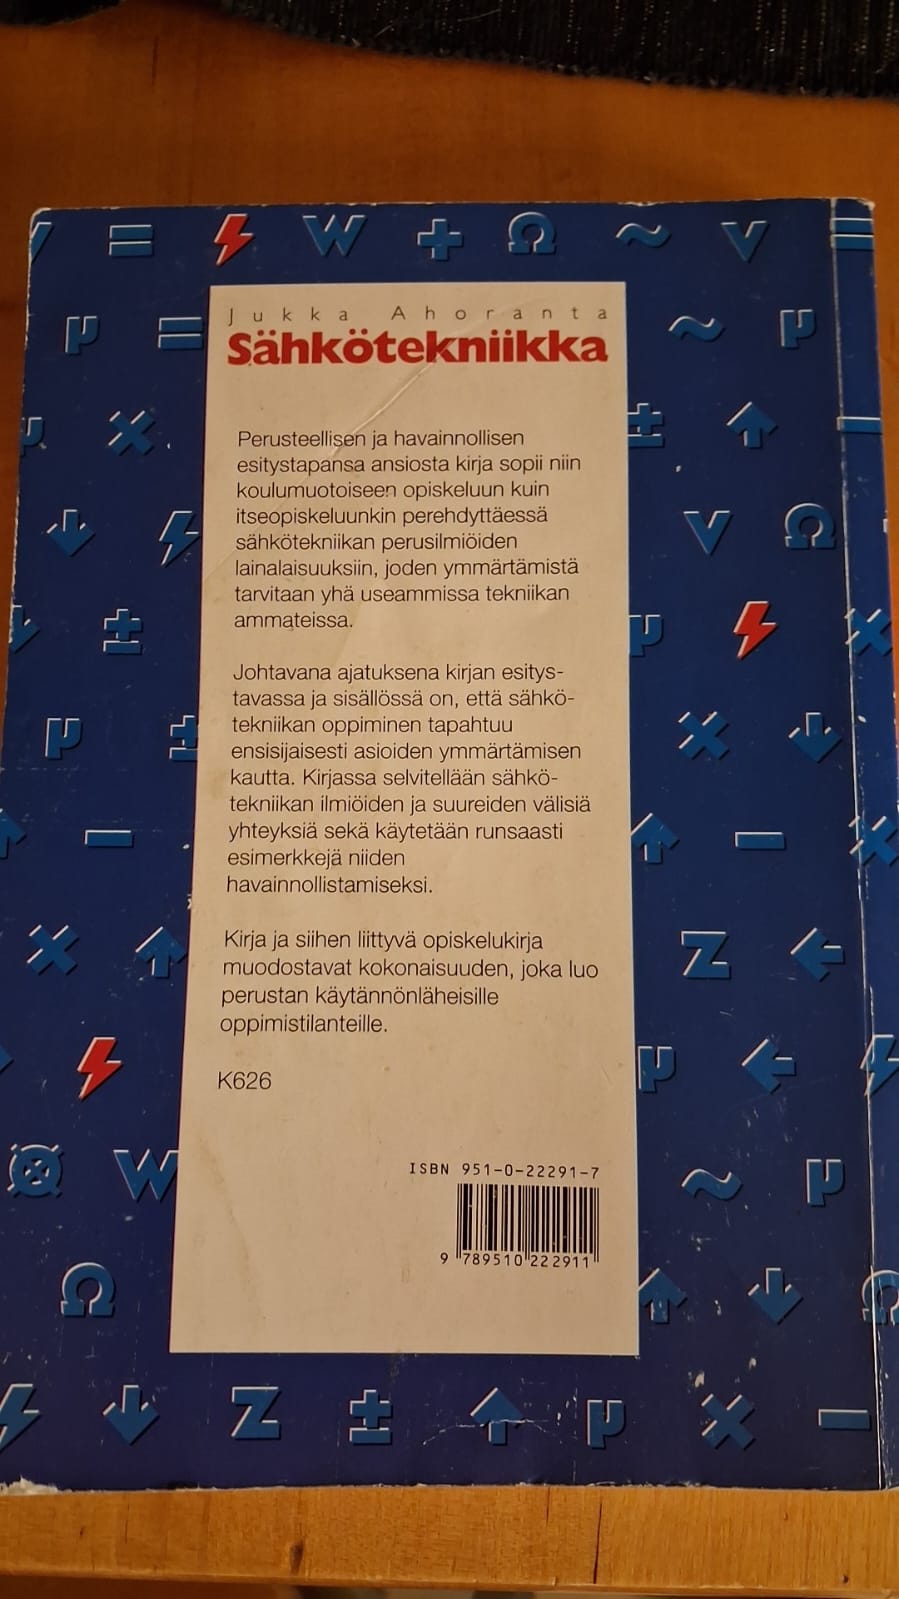 Jukka Ahoranta
Sähkötekniikka
Perusteellisen ja havainnollisen
esitystapansa ansiosta kirja sopii niin
koulumuotoiseen opiskeluun kuin
itseopiskeluunkin perehdyttäessä
sähkötekniikan perusilmiöiden
lainalaisuuksiin, joden ymmärtämistä
tarvitaan yhä useammissa tekniikan
ammateissa.
Johtavana ajatuksena kirjan esitys-
tavassa ja sisällössä on, että sähkö-
tekniikan oppiminen tapahtuu
ensisijaisesti asioiden ymmärtämisen
kautta. Kirjassa selvitellään sähkö-
tekniikan ilmiöiden ja suureiden välisiä
yhteyksiä sekä käytetään runsaasti
esimerkkejä niiden
havainnollistamiseksi.
Kirja ja siihen liittyvä opiskelukirja
muodostavat kokonaisuuden, joka luo
perustan käytännönläheisille
oppimistilanteille.
K626
ISBN 951-0-22291-7
9 789510 222911